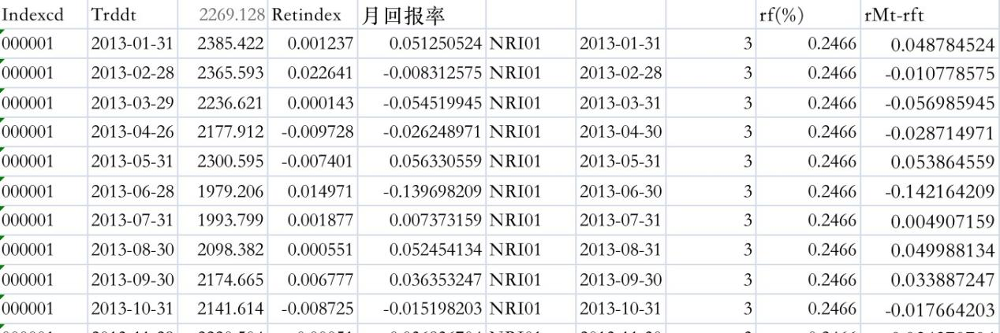 Indexcd Trddt 2269.128 Retindex 月回报率 rf(%) rMt-rft
000001 2013-01-31 2385.422 0.001237 0.051250524 NRI01 2013-01-31 3 0.2466 0.048784524
000001 2013-02-28 2365.593 0.022641 -0.008312575 NRI01 2013-02-28 3 0.2466 -0.010778575
000001 2013-03-29 2236.621 0.000143 -0.054519945 NRI01 2013-03-31 3 0.2466 -0.056985945
000001 2013-04-26 2177.912 -0.009728 -0.026248971 NRI01 2013-04-30 3 0.2466 -0.028714971
000001 2013-05-31 2300.595 -0.007401 0.056330559 NRI01 2013-05-31 3 0.2466 0.053864559
000001 2013-06-28 1979.206 0.014971 -0.139698209 NRI01 2013-06-30 3 0.2466 -0.142164209
000001 2013-07-31 1993.799 0.001877 0.007373159 NRI01 2013-07-31 3 0.2466 0.004907159
000001 2013-08-30 2098.382 0.000551 0.052454134 NRI01 2013-08-31 3 0.2466 0.049988134
000001 2013-09-30 2174.665 0.006777 0.036353247 NRI01 2013-09-30 3 0.2466 0.033887247
000001 2013-10-31 2141.614 -0.008725 -0.015198203 NRI01 2013-10-31 3 0.2466 -0.017664203